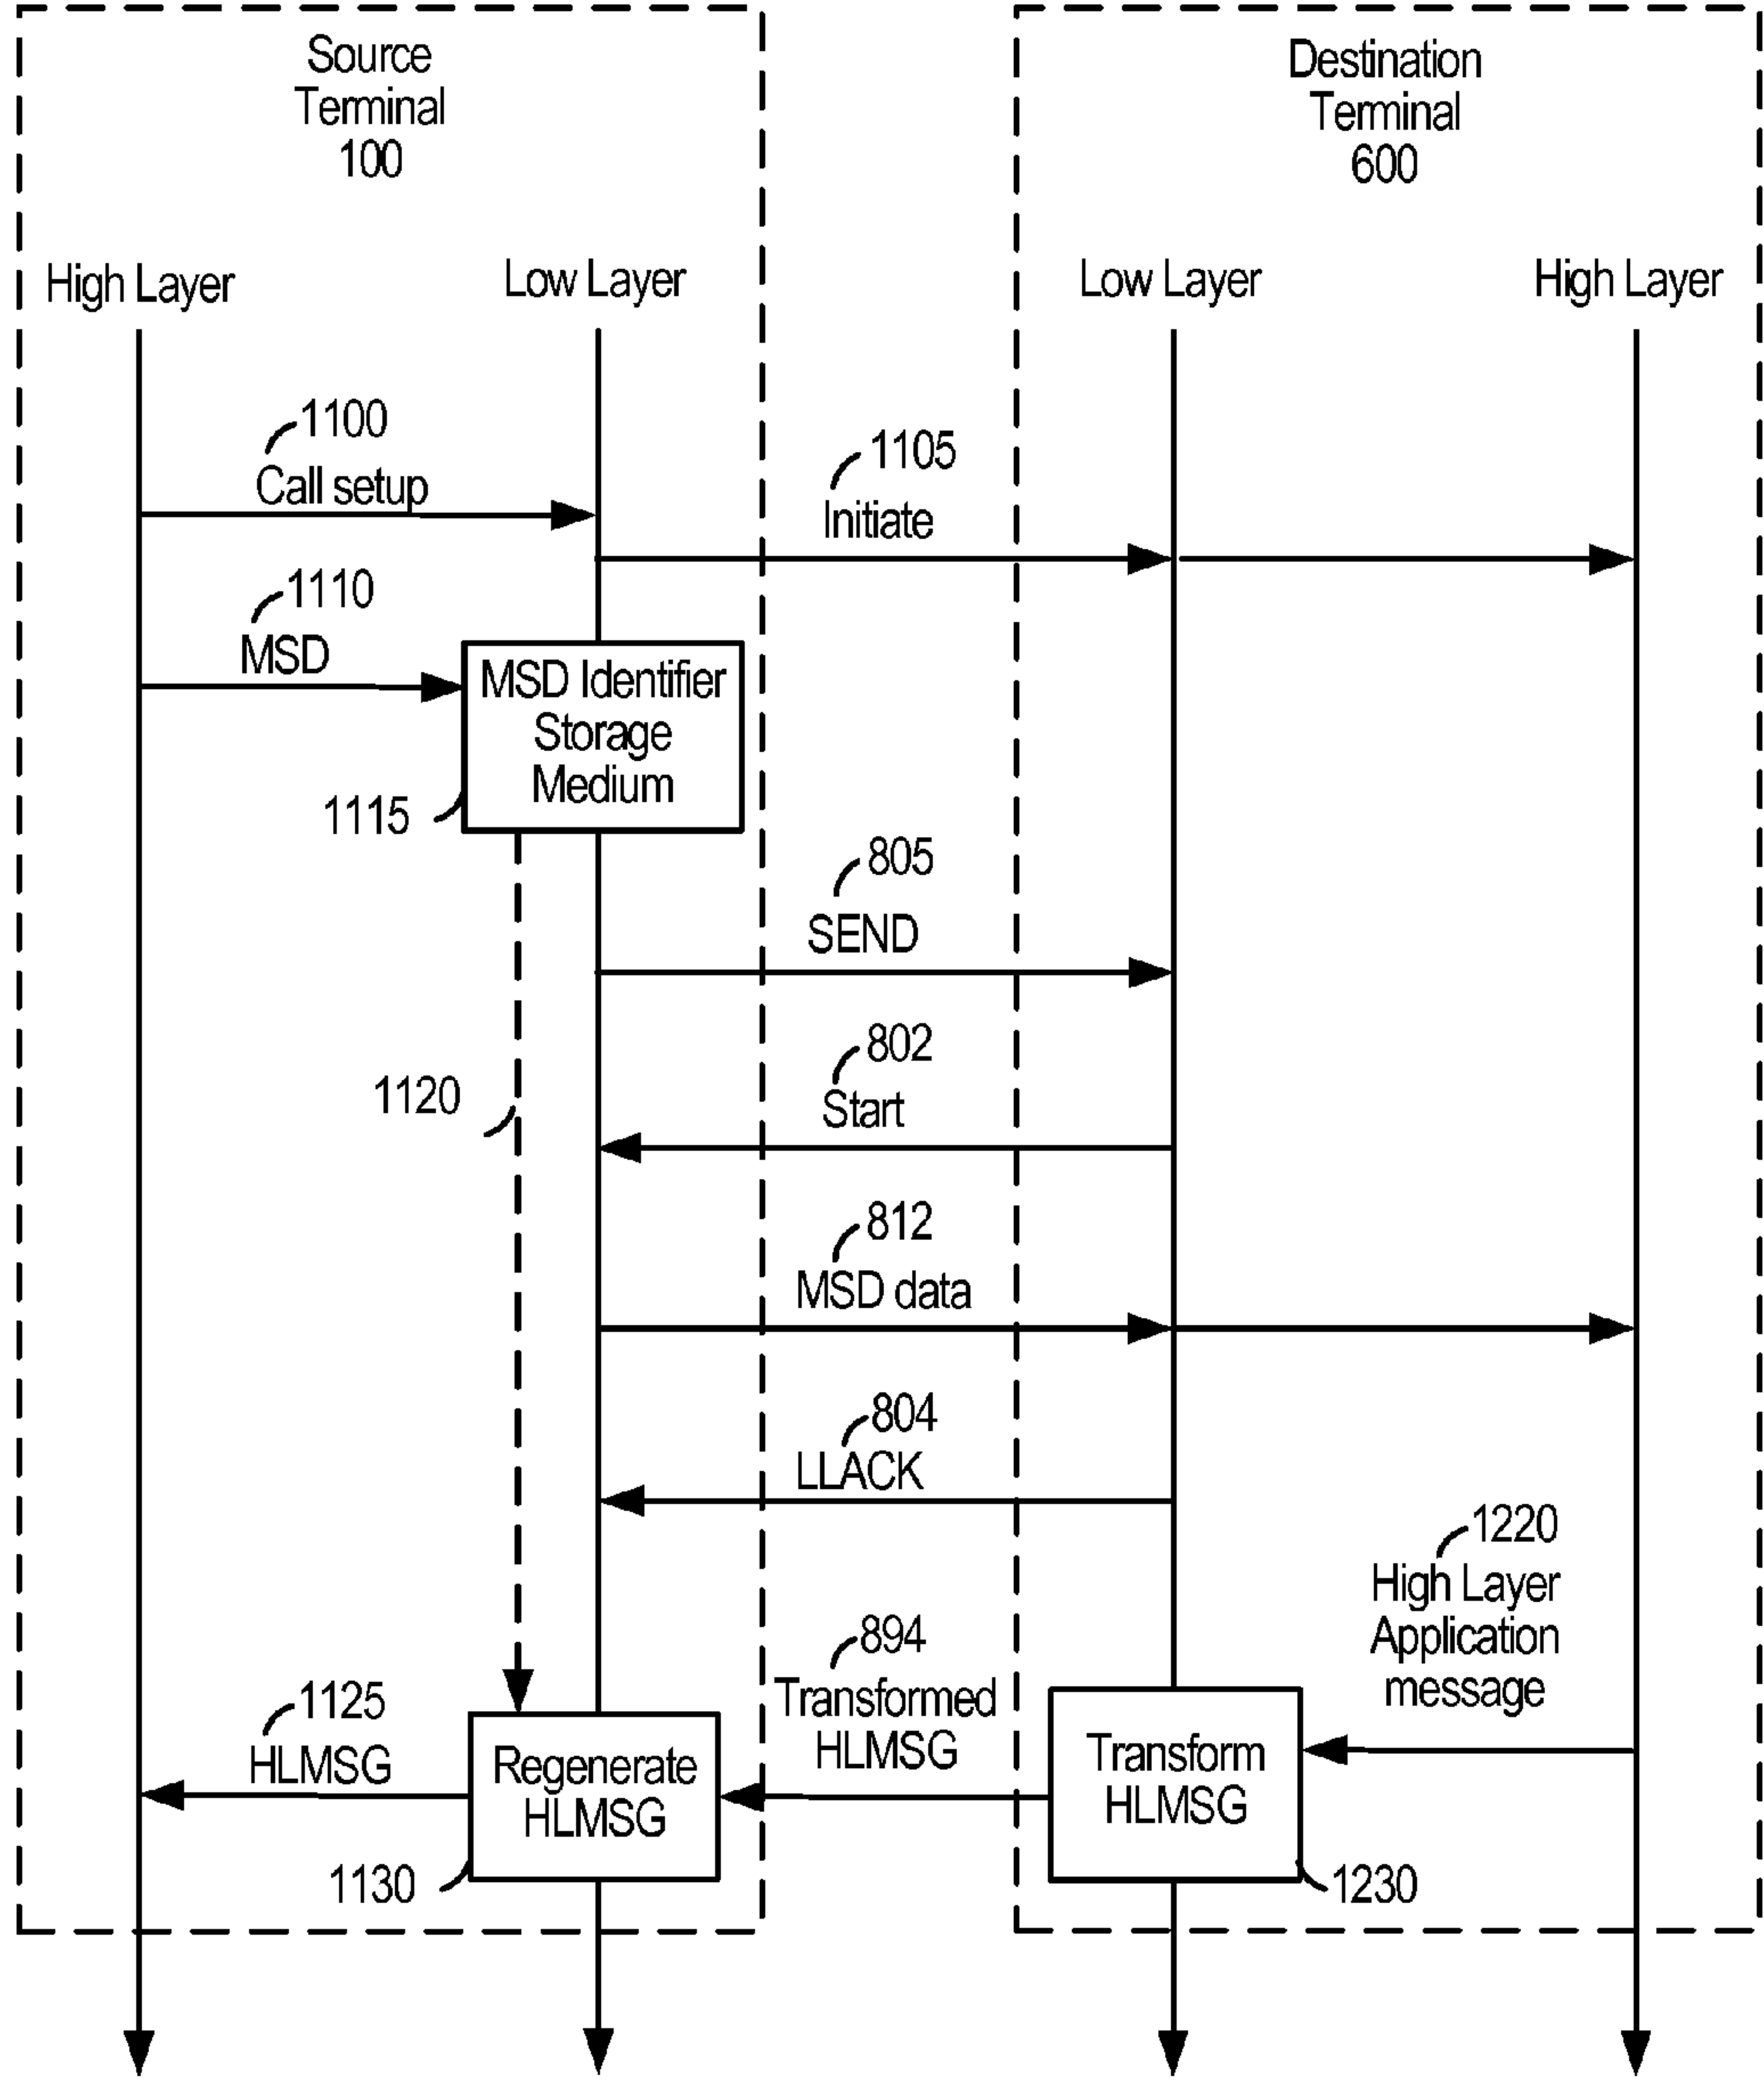 Source
Terminal
100
Destination
Terminal
600
High Layer
Low Layer
Low Layer
High Layer
1100
Call setup
1105
Initiate
1110
MSD
MSD Identifier
Storage
Medium
1115
805
SEND
802
Start
1120
812
MSD data
804
LLACK
1220
High Layer
Application
message
894
Transformed
HLMSG
1125
HLMSG
Regenerate
HLMSG
Transform
HLMSG
1130
1230